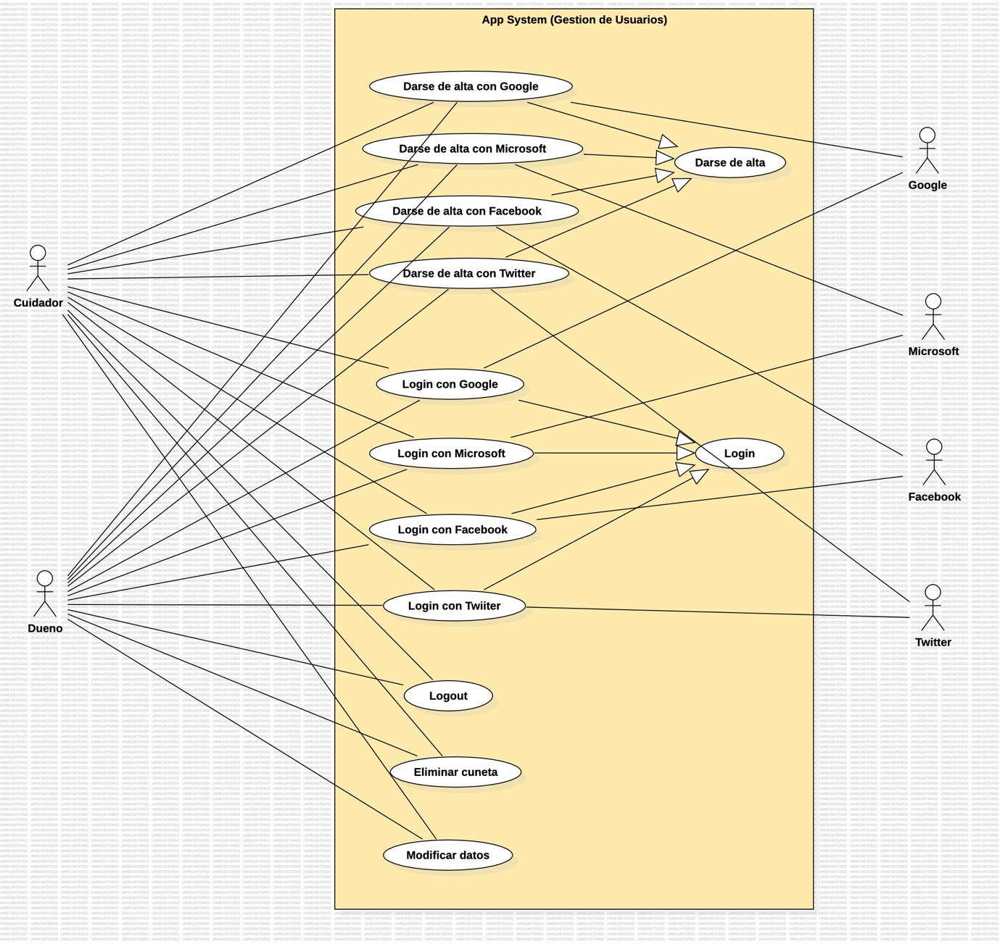 App System (Gestion de Usuarios)
Darse de alta con Google
Darse de alta con Microsoft
Darse de alta
Google
Darse de alta con Facebook
Darse de alta con Twitter
Cuidador
Microsoft
Login con Google
Login con Microsoft
Login
Facebook
Login con Facebook
Login con Twiiter
Dueno
Twitter
Logout
Eliminar cuneta
Modificar datos
UNREGISTERED